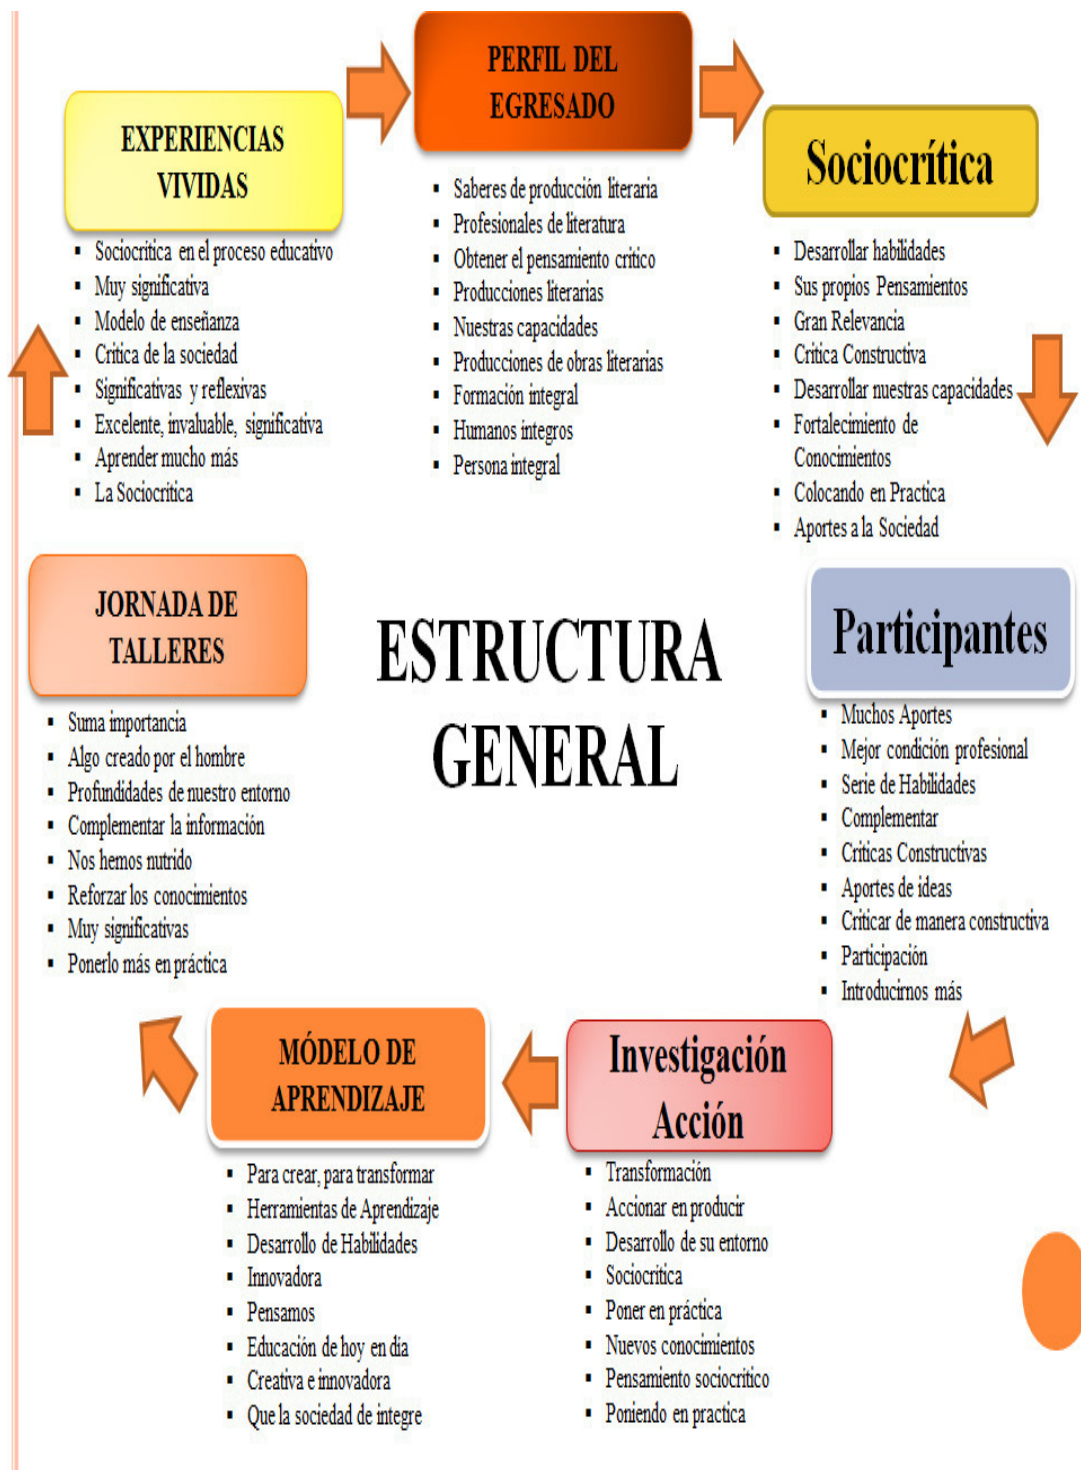 PERFIL DEL
EGRESADO
▪ Saberes de producción literaria
▪ Profesionales de literatura
▪ Obtener el pensamiento critico
▪ Producciones literarias
▪ Nuestras capacidades
▪ Producciones de obras literarias
▪ Formación integral
▪ Humanos integros
▪ Persona integral
Sociocrítica
▪ Desarrollar habilidades
▪ Sus propios Pensamientos
▪ Gran Relevancia
▪ Critica Constructiva
▪ Desarrollar nuestras capacidades
▪ Fortalecimiento de
Conocimientos
▪ Colocando en Practica
▪ Aportes a la Sociedad
Participantes
▪ Muchos Aportes
▪ Mejor condición profesional
▪ Serie de Habilidades
▪ Complementar
▪ Críticas Constructivas
▪ Aportes de ideas
▪ Criticar de manera constructiva
▪ Participación
▪ Introducirnos más
Investigación
Acción
▪ Transformación
▪ Accionar en producir
▪ Desarrollo de su entorno
▪ Sociocrítica
▪ Poner en práctica
▪ Nuevos conocimientos
▪ Pensamiento sociocrítico
▪ Poniendo en practica
MÓDELO DE
APRENDIZAJE
▪ Para crear, para transformar
▪ Herramientas de Aprendizaje
▪ Desarrollo de Habilidades
▪ Innovadora
▪ Pensamos
▪ Educación de hoy en día
▪ Creativa e innovadora
▪ Que la sociedad de integre
JORNADA DE
TALLERES
▪ Suma importancia
▪ Algo creado por el hombre
▪ Profundidades de nuestro entorno
▪ Complementar la información
▪ Nos hemos nutrido
▪ Reforzar los conocimientos
▪ Muy significativas
▪ Ponerlo más en práctica
EXPERIENCIAS
VIVIDAS
▪ Sociocrítica en el proceso educativo
▪ Muy significativa
▪ Modelo de enseñanza
▪ Crítica de la sociedad
▪ Significativas y reflexivas
▪ Excelente, invaluable, significativa
▪ Aprender mucho más
▪ La Sociocrítica
ESTRUCTURA
GENERAL